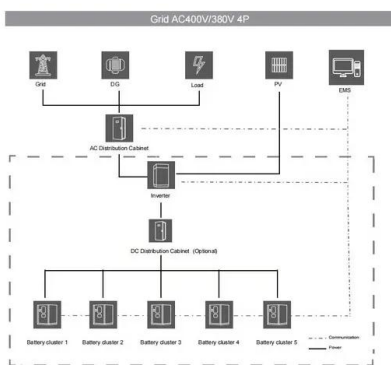 Grid AC400V/380V 4P
Grid
DG
Load
PV
EMS
AC Distribution Cabinet
Inverter
DC Distribution Cabinet (Optional)
Battery cluster 1
Battery cluster 2
Battery cluster 3
Battery cluster 4
Battery cluster 5
Communication
Power